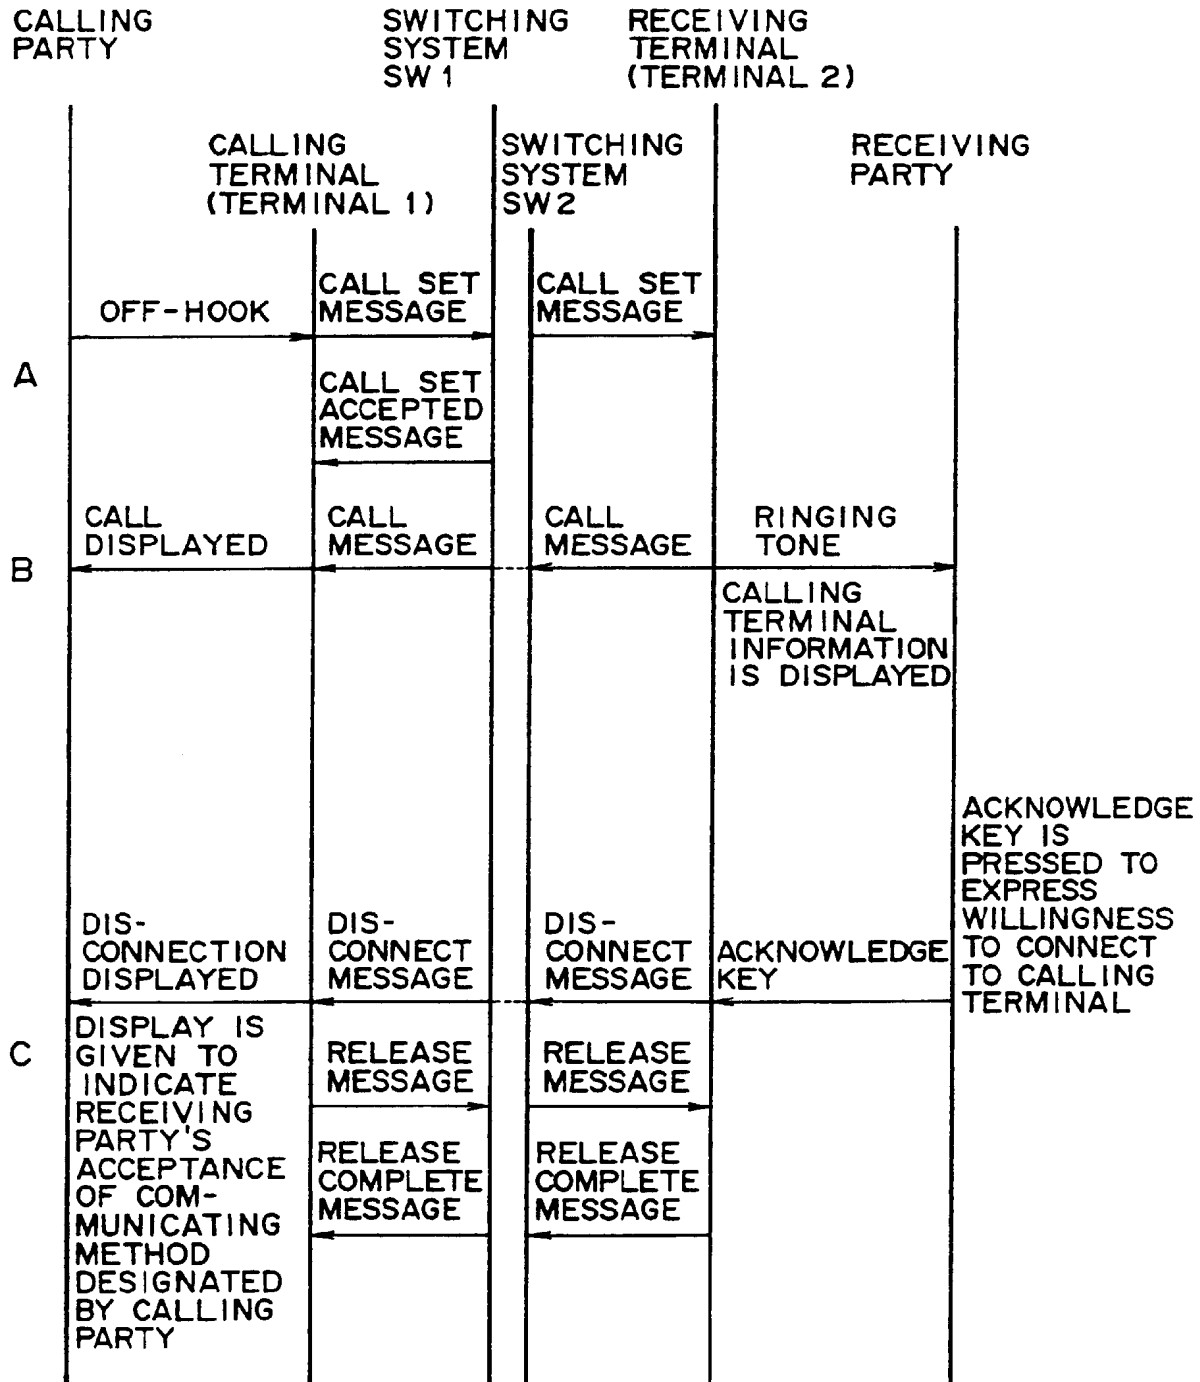 CALLING
PARTY
SWITCHING
SYSTEM
SW 1
RECEIVING
TERMINAL
(TERMINAL 2)
CALLING
TERMINAL
(TERMINAL 1)
SWITCHING
SYSTEM
SW2
RECEIVING
PARTY
OFF-HOOK
CALL SET
MESSAGE
CALL SET
MESSAGE
A
CALL SET
ACCEPTED
MESSAGE
CALL
DISPLAYED
CALL
MESSAGE
CALL
MESSAGE
RINGING
TONE
B
CALLING
TERMINAL
INFORMATION
IS DISPLAYED
ACKNOWLEDGE
KEY IS
PRESSED TO
EXPRESS
WILLINGNESS
TO CONNECT
TO CALLING
TERMINAL
DIS-
CONNECTION
DISPLAYED
DIS-
CONNECT
MESSAGE
DIS-
CONNECT
MESSAGE
ACKNOWLEDGE
KEY
C
DISPLAY IS
GIVEN TO
INDICATE
RECEIVING
PARTY'S
ACCEPTANCE
OF COM-
MUNICATING
METHOD
DESIGNATED
BY CALLING
PARTY
RELEASE
MESSAGE
RELEASE
MESSAGE
RELEASE
COMPLETE
MESSAGE
RELEASE
COMPLETE
MESSAGE